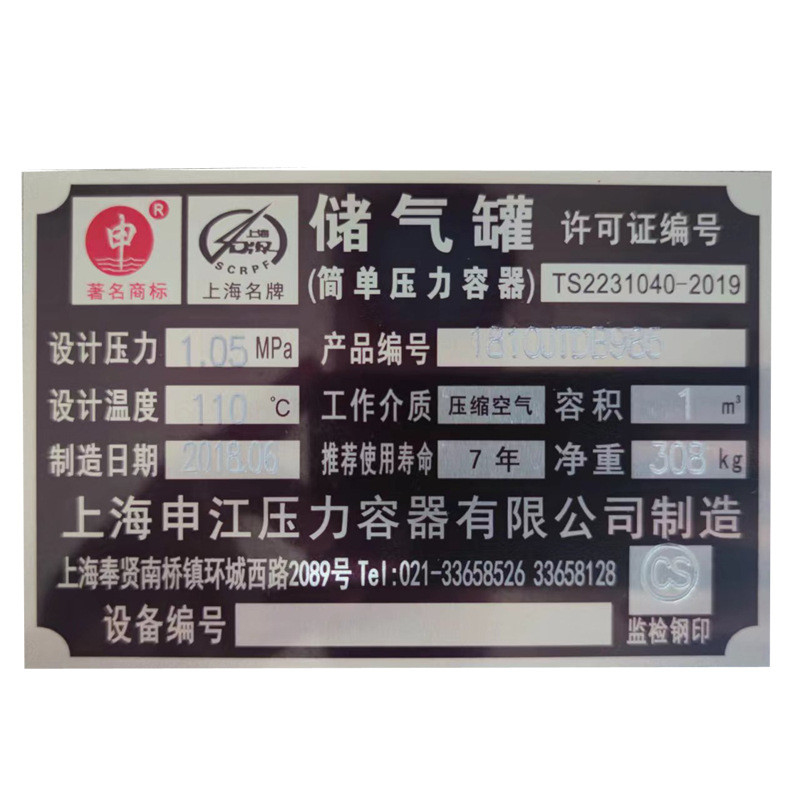 申 ® 上海名牌 SCRPF 储气罐 许可证编号
著名商标 上海名牌 (简单压力容器) TS2231040-2019
设计压力 1.05 MPa 产品编号 1810JTDB985
设计温度 110 ℃ 工作介质 压缩空气 容积 1 m³
制造日期 2018.06 推荐使用寿命 7年 净重 308 kg
上海申江压力容器有限公司制造
上海奉贤南桥镇环城西路2089号 Tel:021-33658526 33658128
CS
设备编号 监检钢印